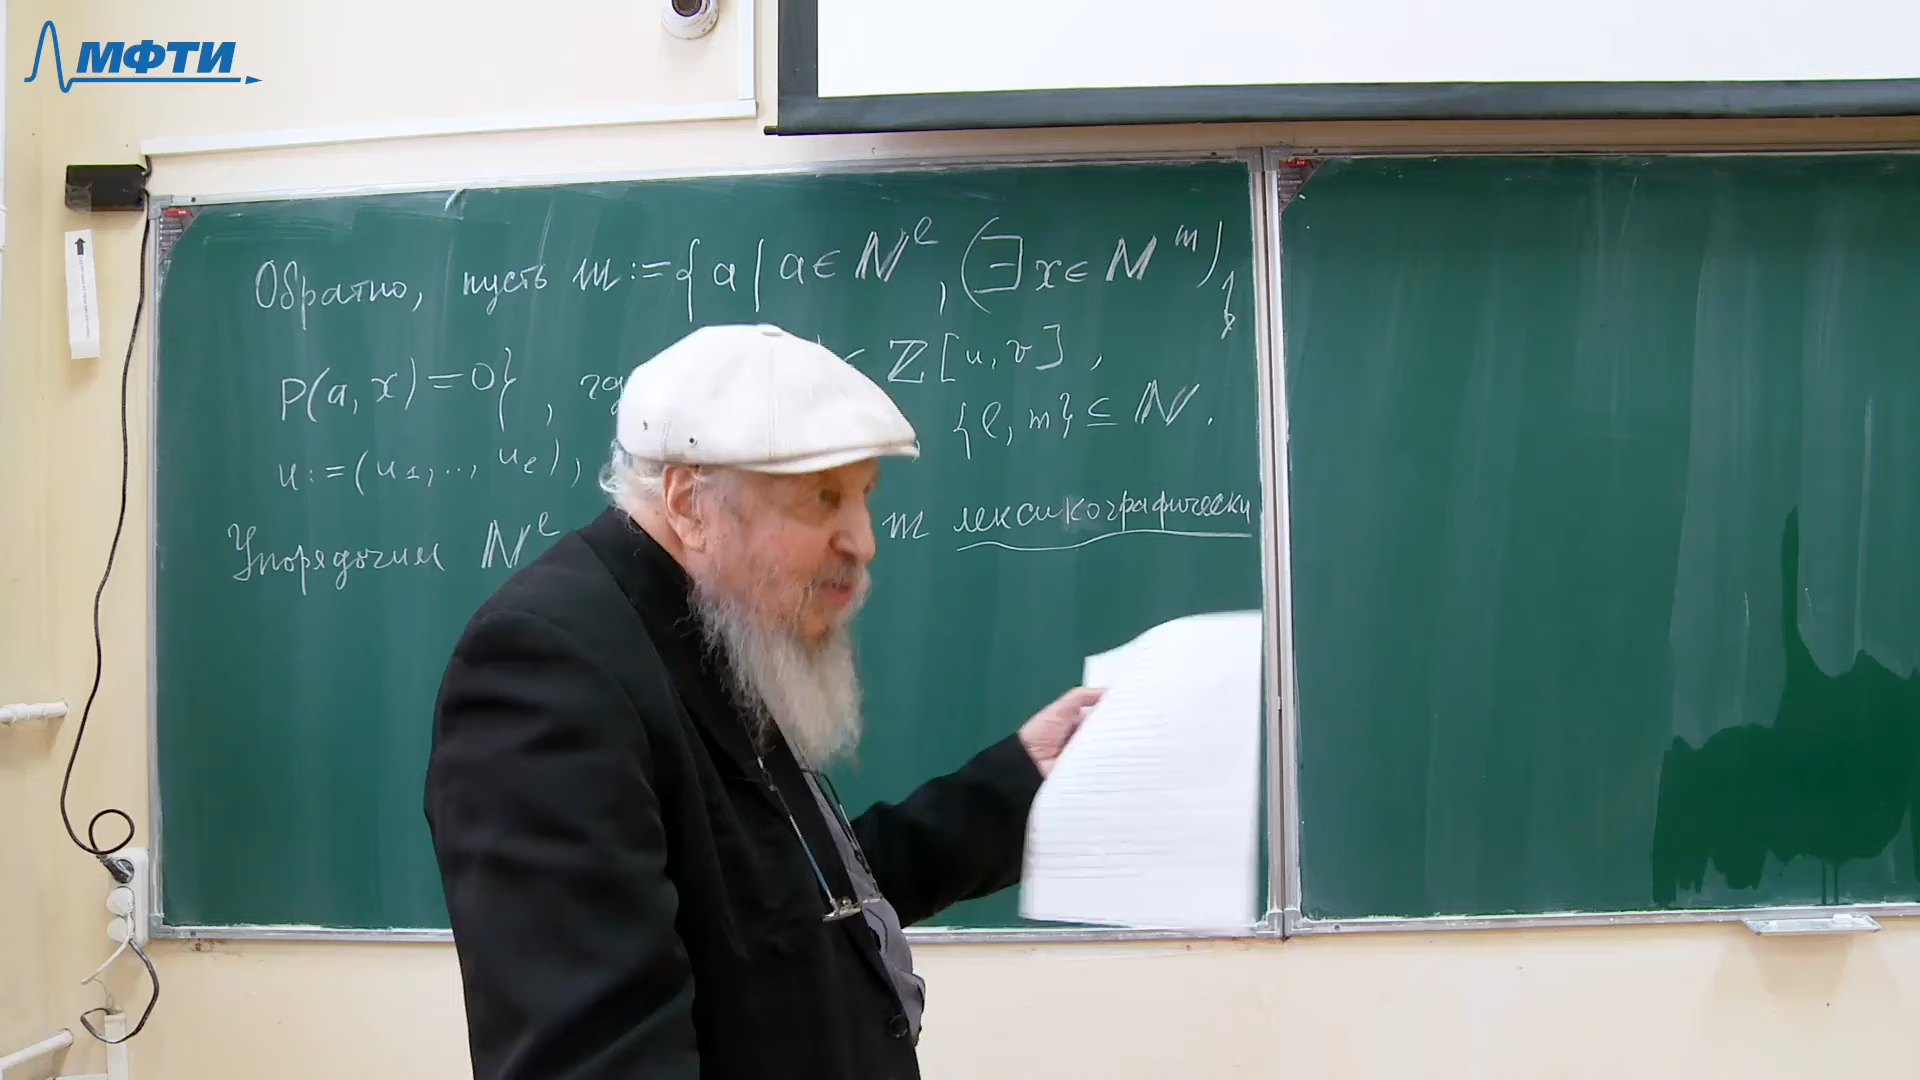 МФТИ
Обратно, пусть m := {a | a ∈ ℕ^l, (∃ x ∈ ℕ^m)
P(a, x) = 0}, ∈ ℤ[u, v],
u := (u₁, ..., u_l), {l, m} ⊆ ℕ.
Упорядочим ℕ^l m лексикографически